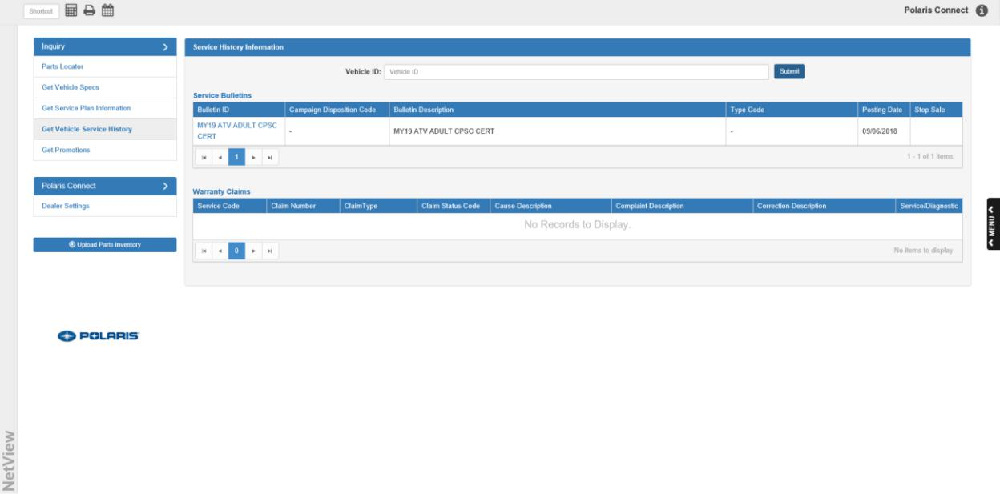 Shortcut
Polaris Connect
Inquiry
Parts Locator
Get Vehicle Specs
Get Service Plan Information
Get Vehicle Service History
Get Promotions
Polaris Connect
Dealer Settings
Upload Parts Inventory
POLARIS
NetView
Service History Information
Vehicle ID: Vehicle ID Submit
Service Bulletins
Bulletin ID Campaign Disposition Code Bulletin Description Type Code Posting Date Stop Sale
MY19 ATV ADULT CPSC
CERT - MY19 ATV ADULT CPSC CERT - 09/06/2018
1 1 - 1 of 1 items
Warranty Claims
Service Code Claim Number ClaimType Claim Status Code Cause Description Complaint Description Correction Description Service/Diagnostic
No Records to Display.
0 No items to display
MENU